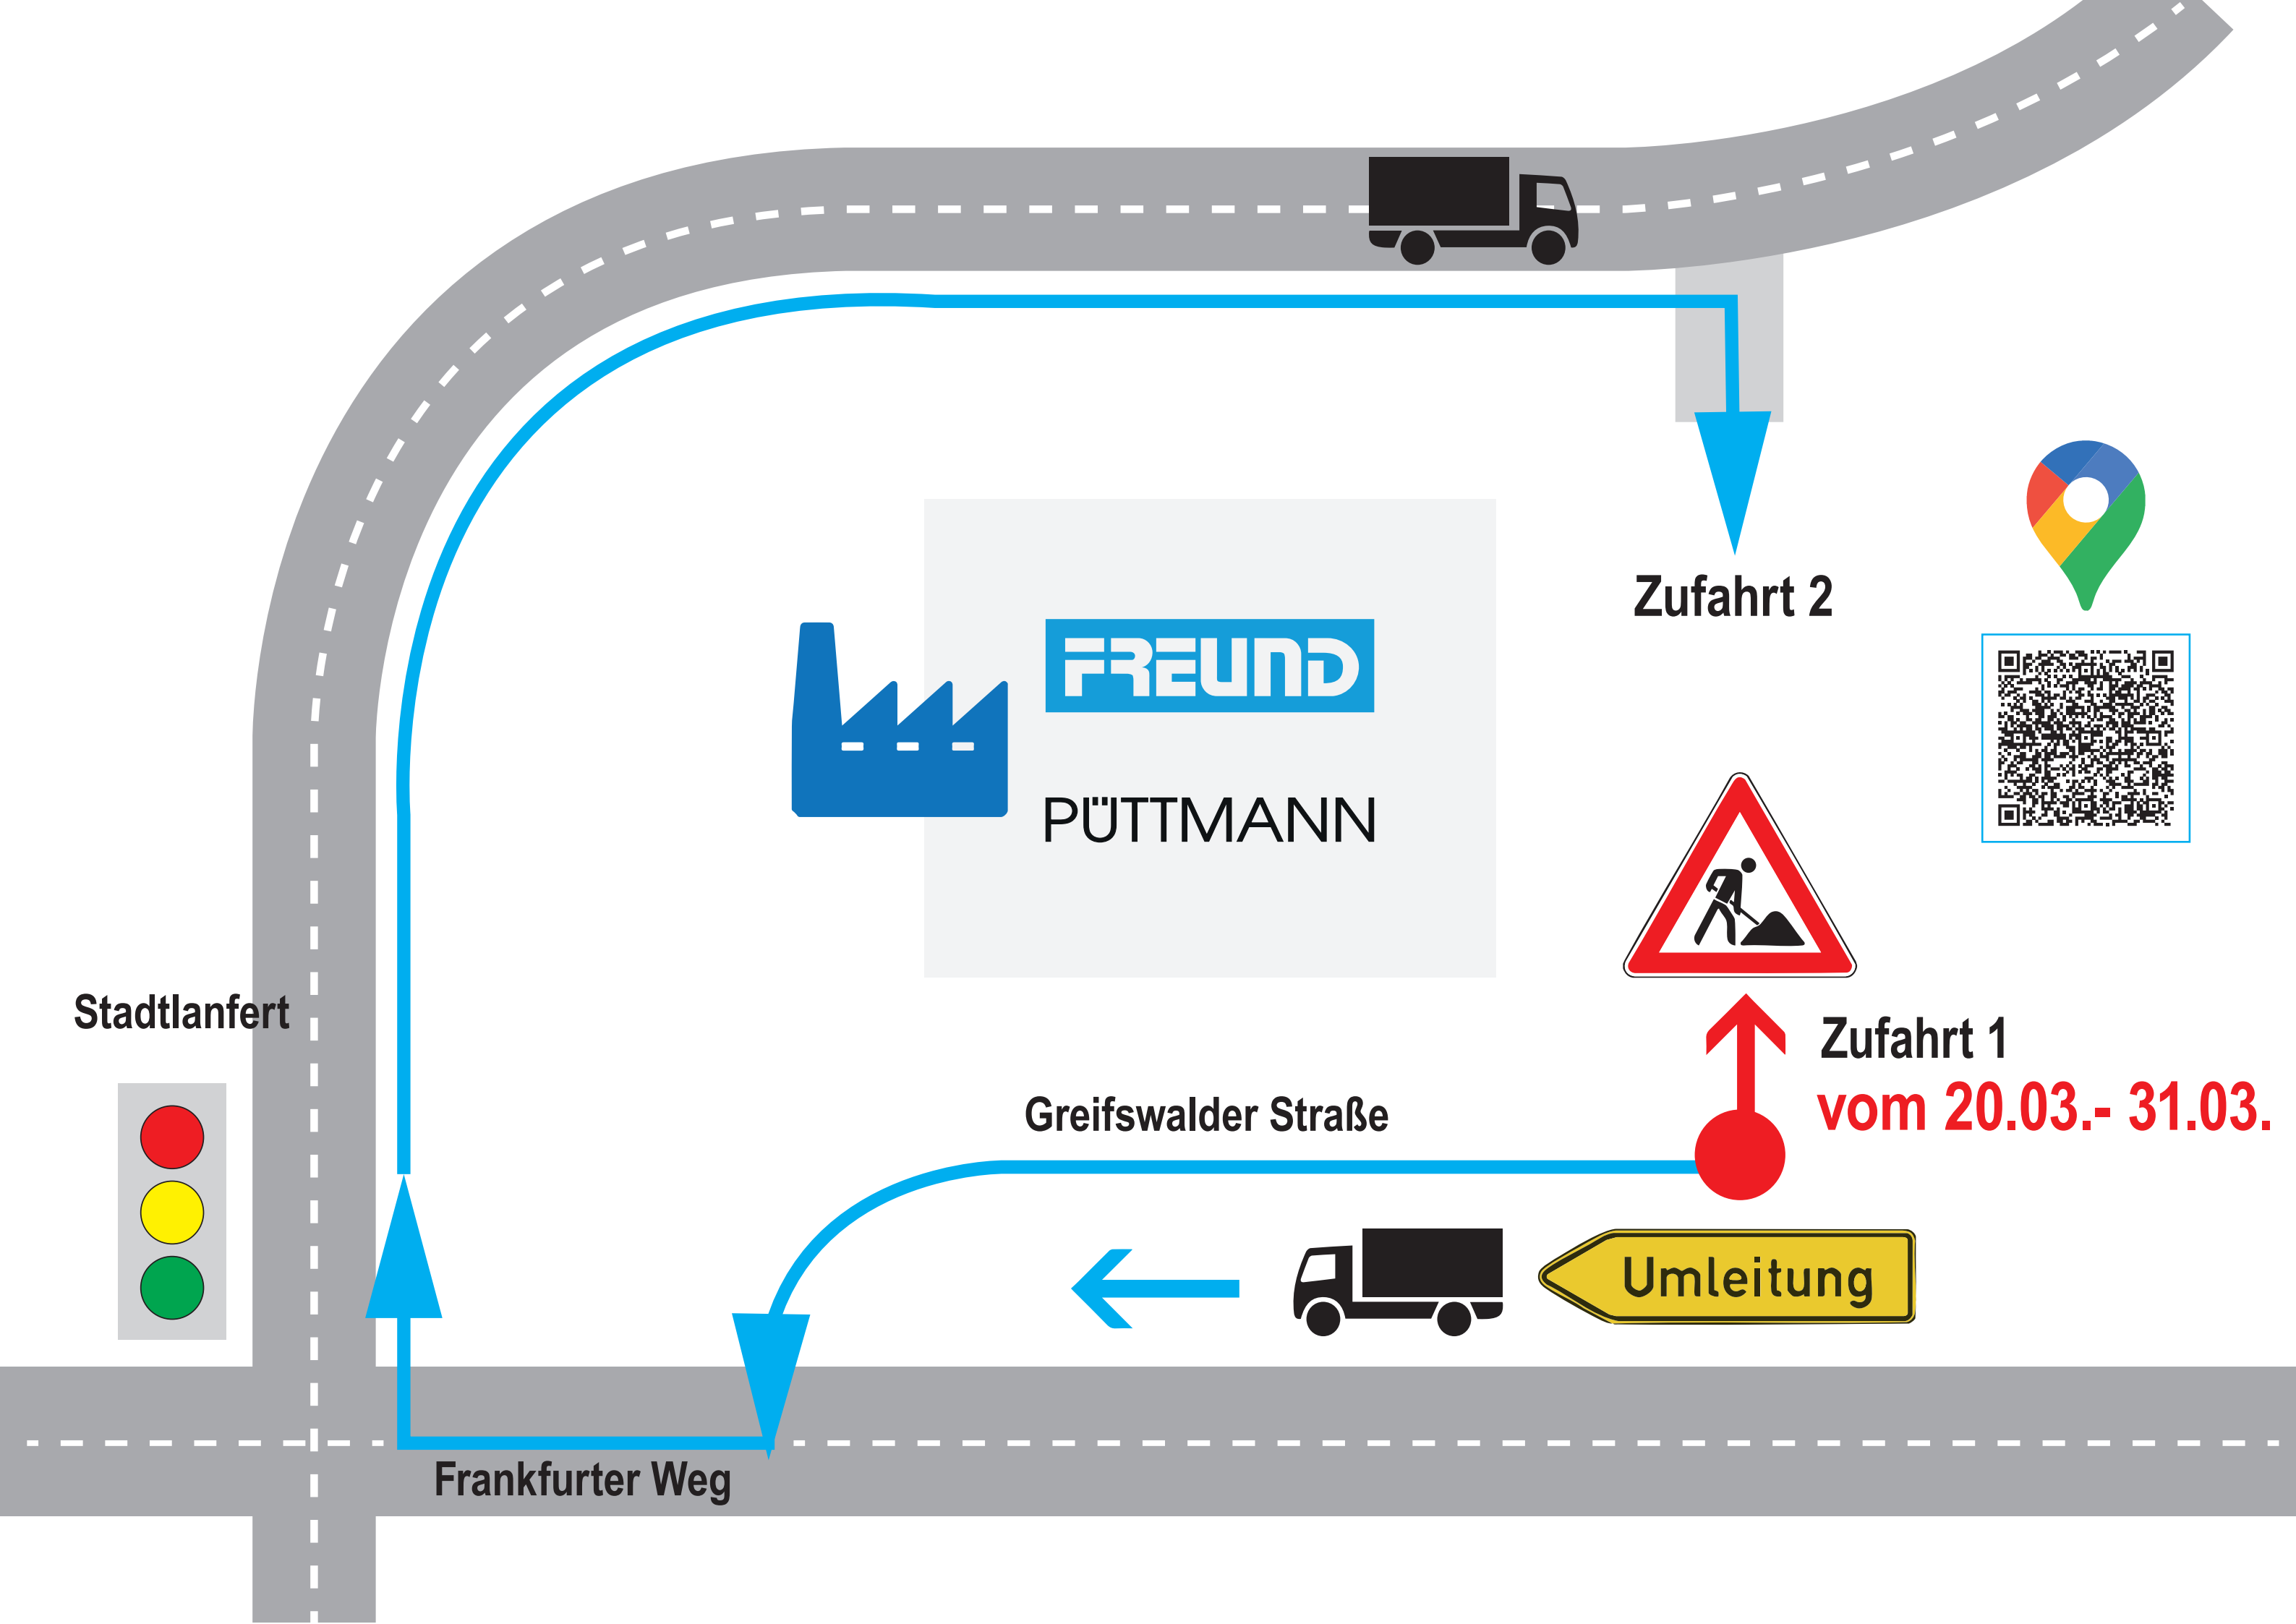 Zufahrt 2
FREUND
PÜTTMANN
Stadtlanfert
Zufahrt 1
vom 20.03.- 31.03.
Greifswalder Straße
Umleitung
Frankfurter Weg